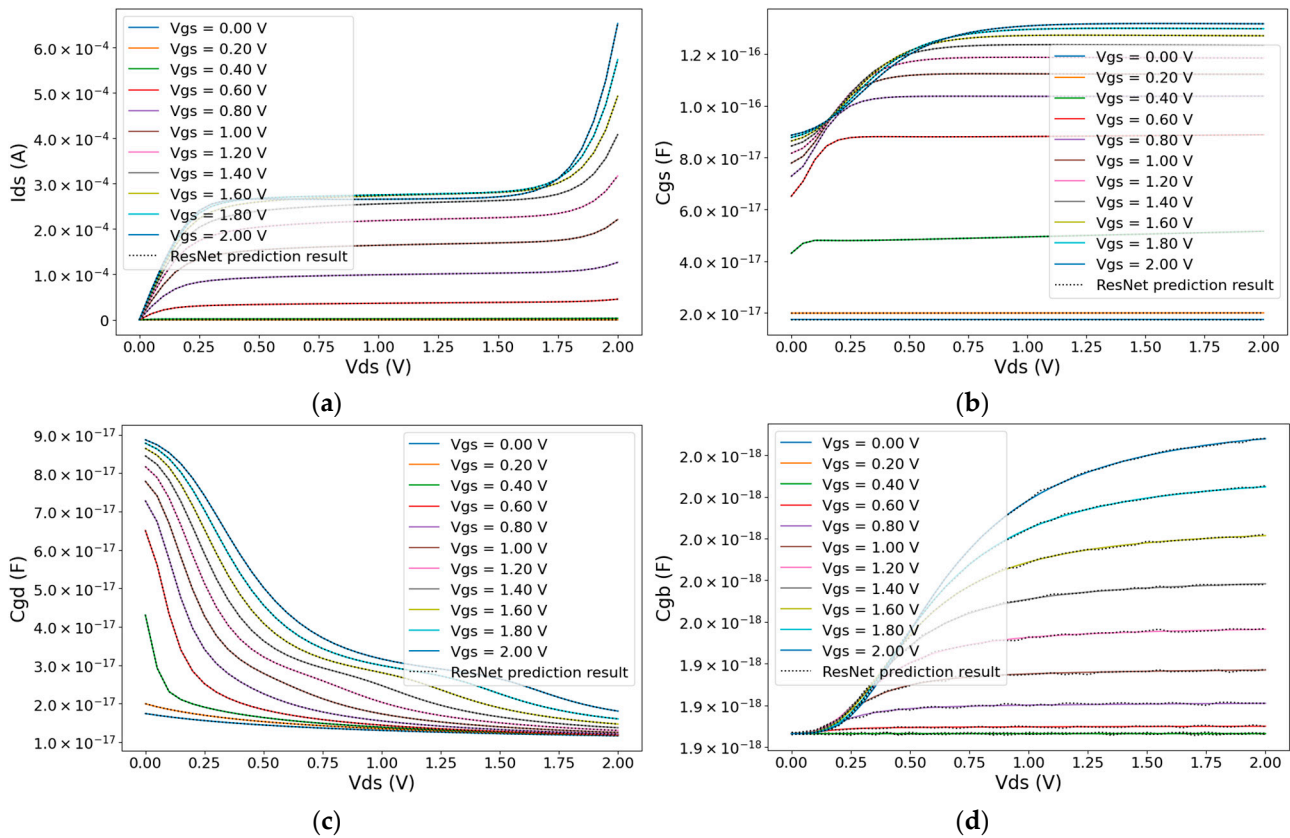 (a)
Ids (A)
6.0 × 10⁻⁴
5.0 × 10⁻⁴
4.0 × 10⁻⁴
3.0 × 10⁻⁴
2.0 × 10⁻⁴
1.0 × 10⁻⁴
0
Vgs = 0.00 V
Vgs = 0.20 V
Vgs = 0.40 V
Vgs = 0.60 V
Vgs = 0.80 V
Vgs = 1.00 V
Vgs = 1.20 V
Vgs = 1.40 V
Vgs = 1.60 V
Vgs = 1.80 V
Vgs = 2.00 V
ResNet prediction result
0.00 0.25 0.50 0.75 1.00 1.25 1.50 1.75 2.00
Vds (V)
(b)
Cgs (F)
1.2 × 10⁻¹⁶
1.0 × 10⁻¹⁶
8.0 × 10⁻¹⁷
6.0 × 10⁻¹⁷
4.0 × 10⁻¹⁷
2.0 × 10⁻¹⁷
Vgs = 0.00 V
Vgs = 0.20 V
Vgs = 0.40 V
Vgs = 0.60 V
Vgs = 0.80 V
Vgs = 1.00 V
Vgs = 1.20 V
Vgs = 1.40 V
Vgs = 1.60 V
Vgs = 1.80 V
Vgs = 2.00 V
ResNet prediction result
0.00 0.25 0.50 0.75 1.00 1.25 1.50 1.75 2.00
Vds (V)
(c)
Cgd (F)
9.0 × 10⁻¹⁷
8.0 × 10⁻¹⁷
7.0 × 10⁻¹⁷
6.0 × 10⁻¹⁷
5.0 × 10⁻¹⁷
4.0 × 10⁻¹⁷
3.0 × 10⁻¹⁷
2.0 × 10⁻¹⁷
1.0 × 10⁻¹⁷
Vgs = 0.00 V
Vgs = 0.20 V
Vgs = 0.40 V
Vgs = 0.60 V
Vgs = 0.80 V
Vgs = 1.00 V
Vgs = 1.20 V
Vgs = 1.40 V
Vgs = 1.60 V
Vgs = 1.80 V
Vgs = 2.00 V
ResNet prediction result
0.00 0.25 0.50 0.75 1.00 1.25 1.50 1.75 2.00
Vds (V)
(d)
Cgb (F)
2.0 × 10⁻¹⁸
2.0 × 10⁻¹⁸
2.0 × 10⁻¹⁸
2.0 × 10⁻¹⁸
2.0 × 10⁻¹⁸
1.9 × 10⁻¹⁸
1.9 × 10⁻¹⁸
1.9 × 10⁻¹⁸
Vgs = 0.00 V
Vgs = 0.20 V
Vgs = 0.40 V
Vgs = 0.60 V
Vgs = 0.80 V
Vgs = 1.00 V
Vgs = 1.20 V
Vgs = 1.40 V
Vgs = 1.60 V
Vgs = 1.80 V
Vgs = 2.00 V
ResNet prediction result
0.00 0.25 0.50 0.75 1.00 1.25 1.50 1.75 2.00
Vds (V)